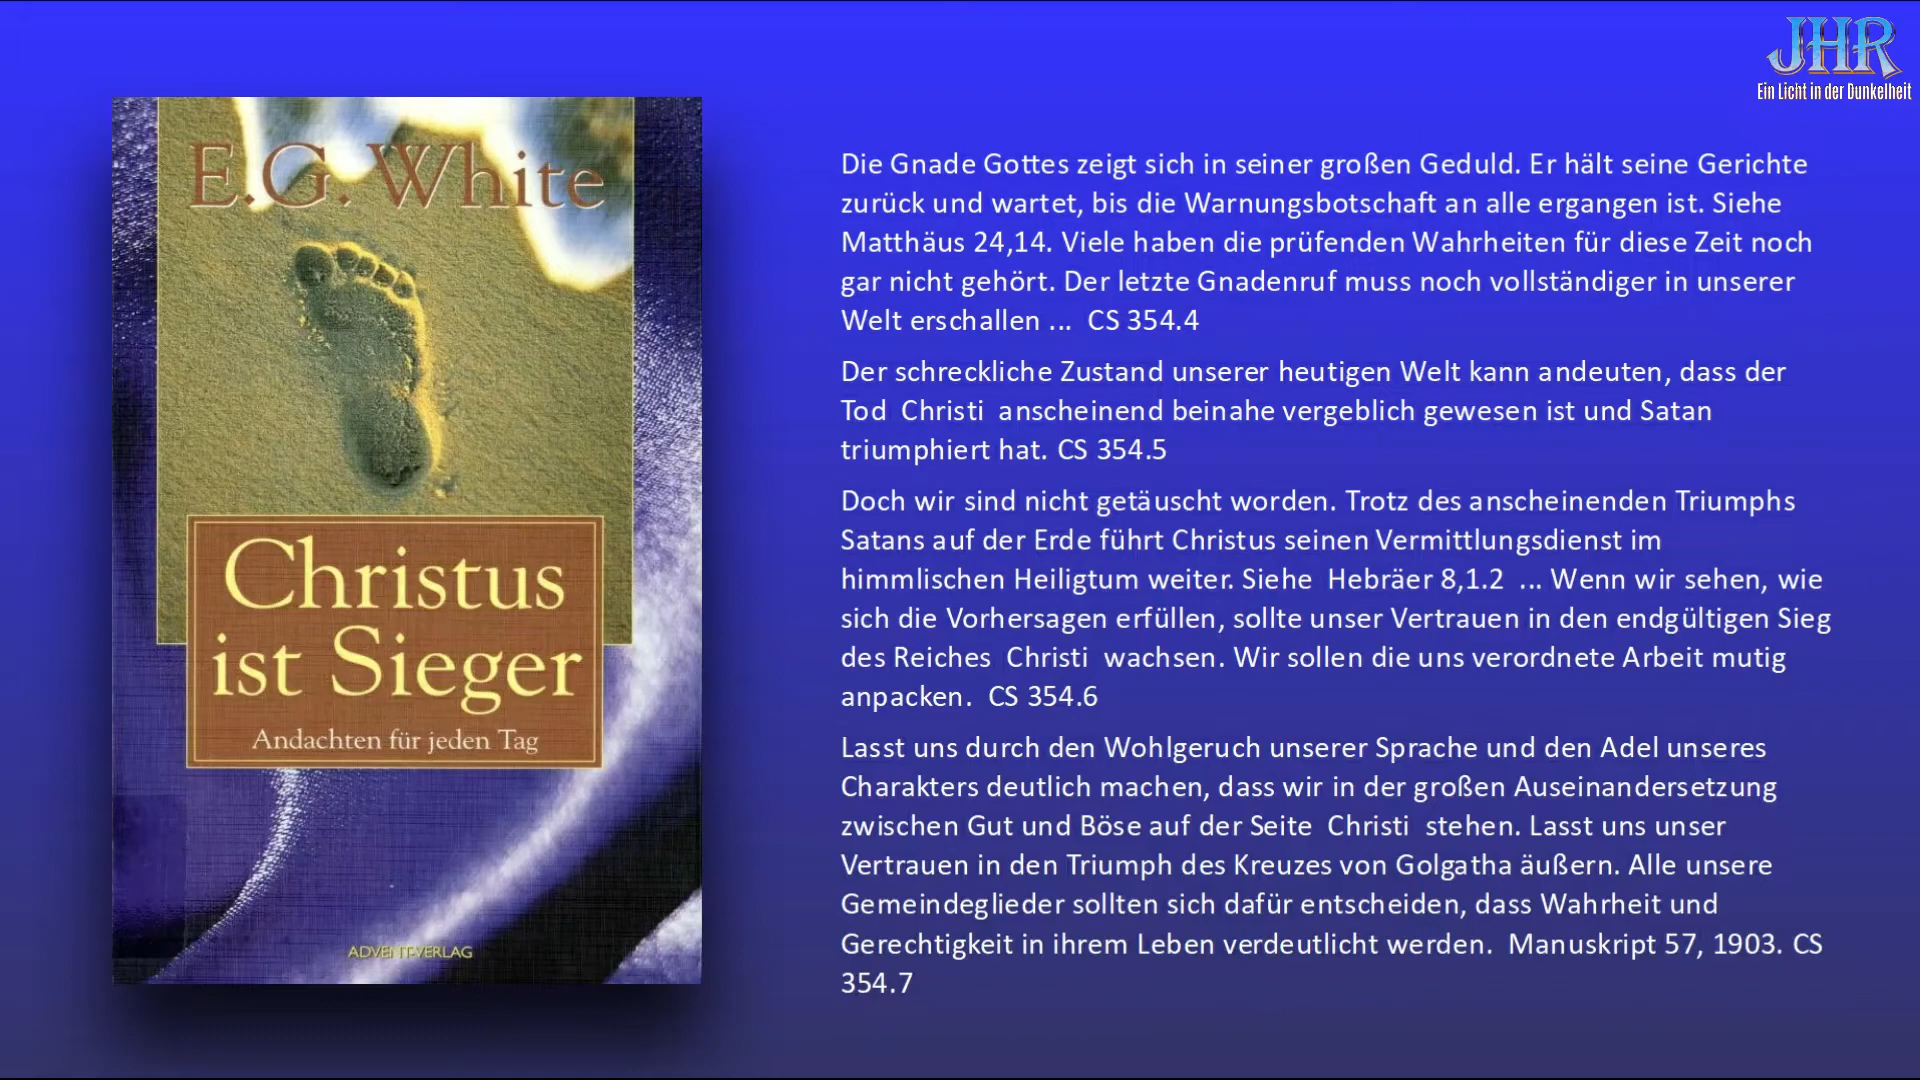 JHR
Ein Licht in der Dunkelheit
E.G. White
Christus
ist Sieger
Andachten für jeden Tag
ADVENT-VERLAG
Die Gnade Gottes zeigt sich in seiner großen Geduld. Er hält seine Gerichte
zurück und wartet, bis die Warnungsbotschaft an alle ergangen ist. Siehe
Matthäus 24,14. Viele haben die prüfenden Wahrheiten für diese Zeit noch
gar nicht gehört. Der letzte Gnadenruf muss noch vollständiger in unserer
Welt erschallen ... CS 354.4
Der schreckliche Zustand unserer heutigen Welt kann andeuten, dass der
Tod Christi anscheinend beinahe vergeblich gewesen ist und Satan
triumphiert hat. CS 354.5
Doch wir sind nicht getäuscht worden. Trotz des anscheinenden Triumphs
Satans auf der Erde führt Christus seinen Vermittlungsdienst im
himmlischen Heiligtum weiter. Siehe Hebräer 8,1.2 ... Wenn wir sehen, wie
sich die Vorhersagen erfüllen, sollte unser Vertrauen in den endgültigen Sieg
des Reiches Christi wachsen. Wir sollen die uns verordnete Arbeit mutig
anpacken. CS 354.6
Lasst uns durch den Wohlgeruch unserer Sprache und den Adel unseres
Charakters deutlich machen, dass wir in der großen Auseinandersetzung
zwischen Gut und Böse auf der Seite Christi stehen. Lasst uns unser
Vertrauen in den Triumph des Kreuzes von Golgatha äußern. Alle unsere
Gemeindeglieder sollten sich dafür entscheiden, dass Wahrheit und
Gerechtigkeit in ihrem Leben verdeutlicht werden. Manuskript 57, 1903. CS
354.7